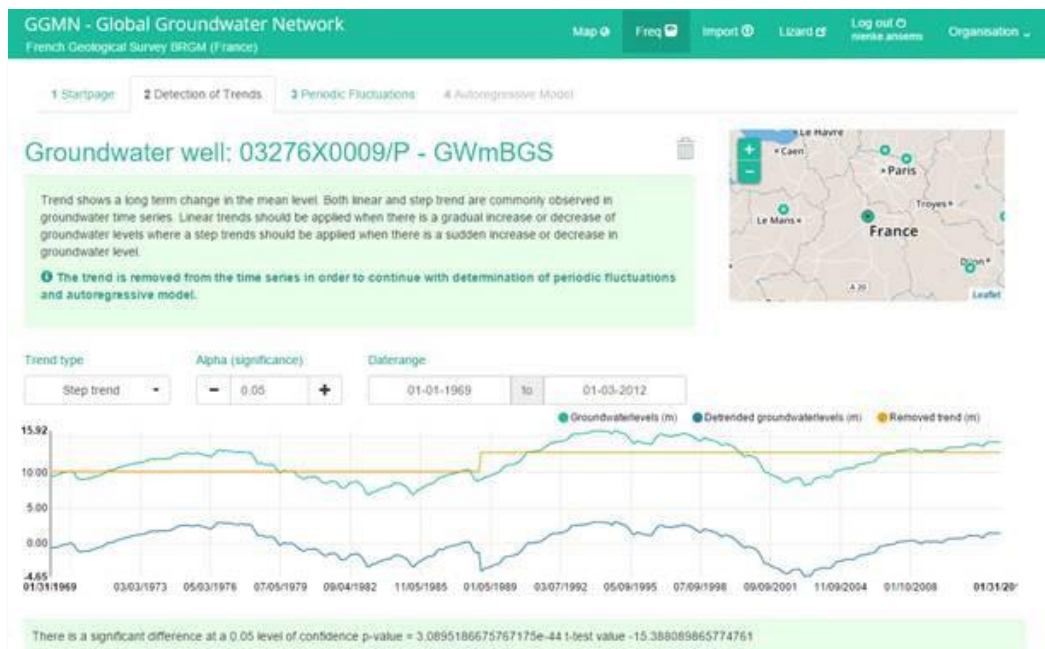 GGMN - Global Groundwater Network
French Geological Survey BRGM (France)
Map
Freq
Import
Lizard
Log out
nienke ansems
Organisation
1 Startpage
2 Detection of Trends
3 Periodic Fluctuations
4 Autoregressive Model
Groundwater well: 03276X0009/P - GWmBGS
Trend shows a long term change in the mean level. Both linear and step trend are commonly observed in
groundwater time series. Linear trends should be applied when there is a gradual increase or decrease of
groundwater levels where a step trends should be applied when there is a sudden increase or decrease in
groundwater level.
The trend is removed from the time series in order to continue with determination of periodic fluctuations
and autoregressive model.
+
−
Le Havre
Caen
Paris
Le Mans
Troyes
France
Dijon
A 20
Leaflet
Trend type
Alpha (significance)
Daterange
Step trend
− 0.05 +
01-01-1969 to 01-03-2012
Groundwaterlevels (m)
Detrended groundwaterlevels (m)
Removed trend (m)
15.92
10.00
5.00
0.00
-4.65
01/31/1969
03/03/1973
05/03/1976
07/05/1979
09/04/1982
11/05/1985
01/05/1989
03/07/1992
05/09/1995
07/09/1998
09/09/2001
11/09/2004
01/10/2008
01/31/20
There is a significant difference at a 0.05 level of confidence p-value = 3.0895186675767175e-44 t-test value -15.388089865774761